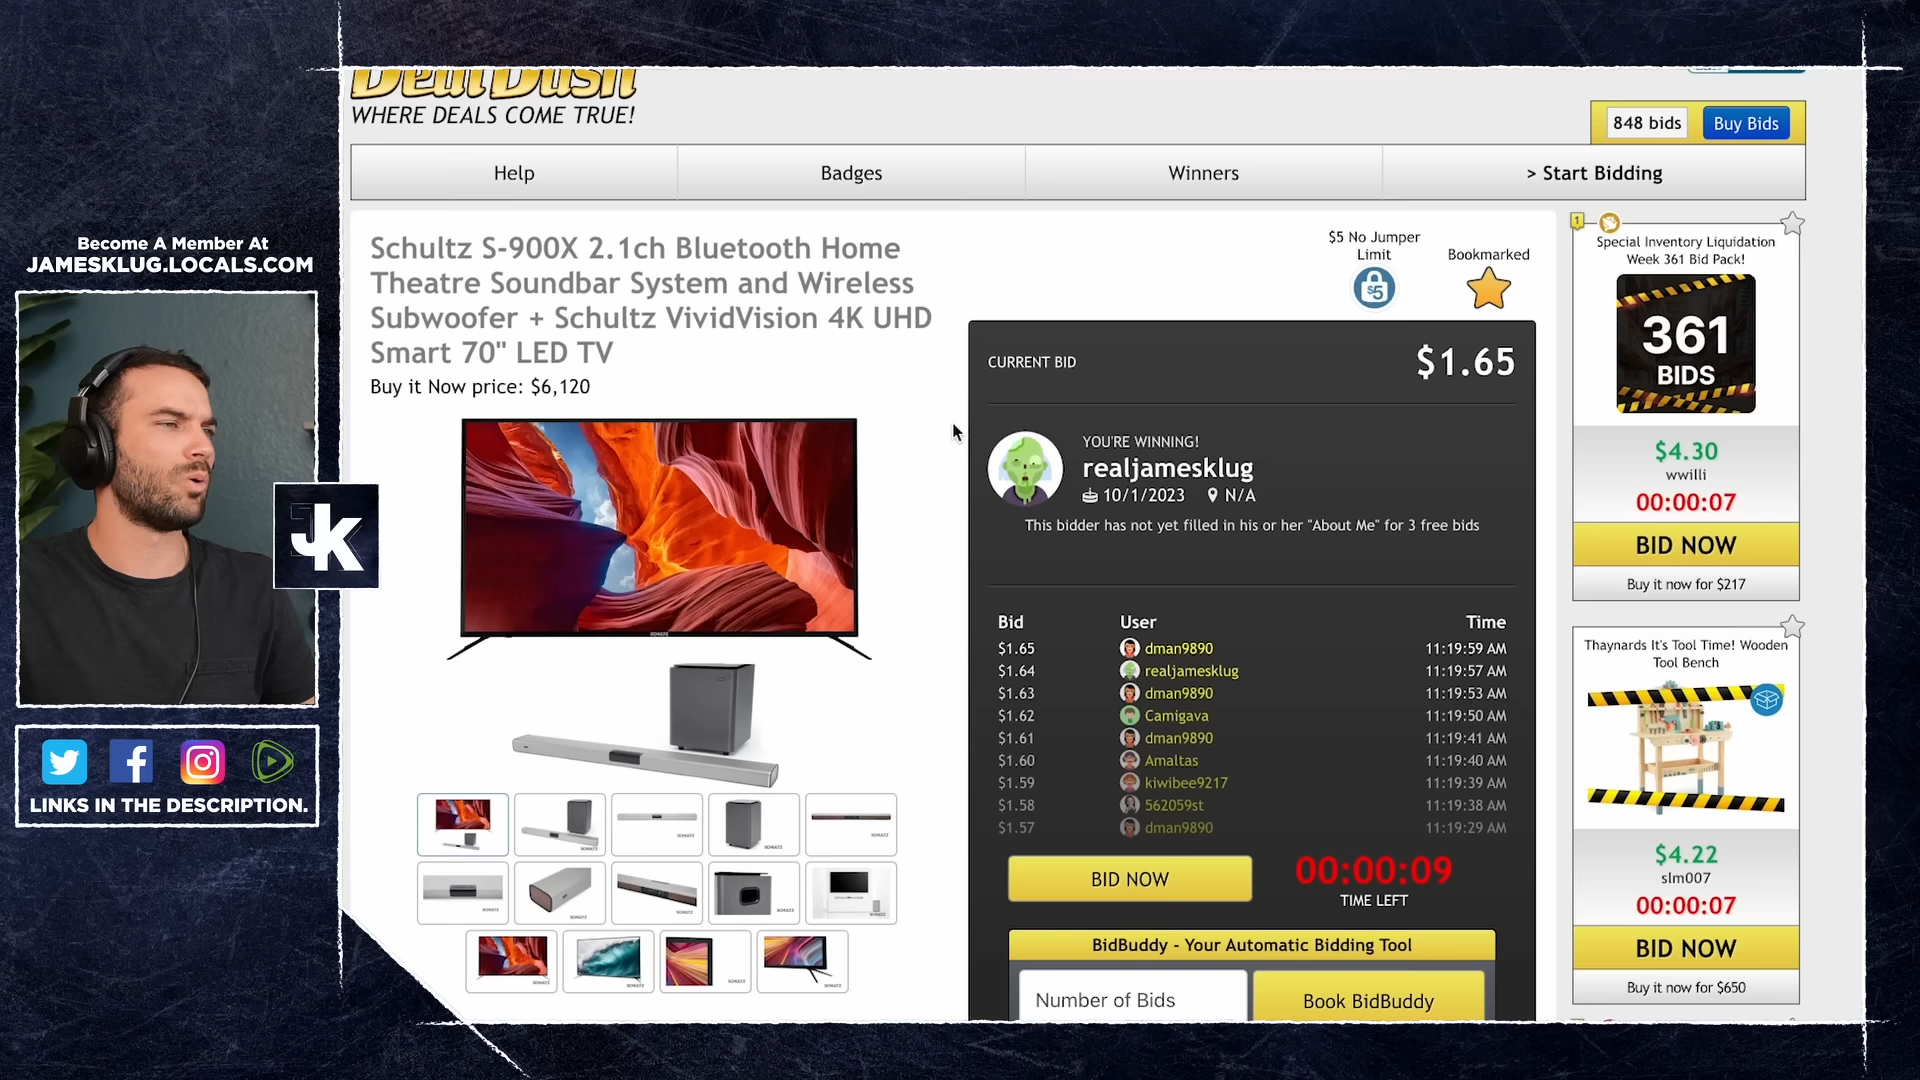 DealDash
WHERE DEALS COME TRUE!
848 bids
Buy Bids
Help
Badges
Winners
> Start Bidding
Become A Member At
JAMESKLUG.LOCALS.COM
JK
LINKS IN THE DESCRIPTION.
Schultz S-900X 2.1ch Bluetooth Home
Theatre Soundbar System and Wireless
Subwoofer + Schultz VividVision 4K UHD
Smart 70" LED TV
Buy it Now price: $6,120
$5 No Jumper
Limit
$5
Bookmarked
CURRENT BID
$1.65
YOU'RE WINNING!
realjamesklug
10/1/2023 N/A
This bidder has not yet filled in his or her "About Me" for 3 free bids
Bid User Time
$1.65 dman9890 11:19:59 AM
$1.64 realjamesklug 11:19:57 AM
$1.63 dman9890 11:19:53 AM
$1.62 Camigava 11:19:50 AM
$1.61 dman9890 11:19:41 AM
$1.60 Amaltas 11:19:40 AM
$1.59 kiwibee9217 11:19:39 AM
$1.58 562059st 11:19:38 AM
$1.57 dman9890 11:19:29 AM
BID NOW
00:00:09
TIME LEFT
BidBuddy - Your Automatic Bidding Tool
Number of Bids
Book BidBuddy
1
Special Inventory Liquidation
Week 361 Bid Pack!
361
BIDS
$4.30
wwilli
00:00:07
BID NOW
Buy it now for $217
Thaynards It's Tool Time! Wooden
Tool Bench
$4.22
slm007
00:00:07
BID NOW
Buy it now for $650